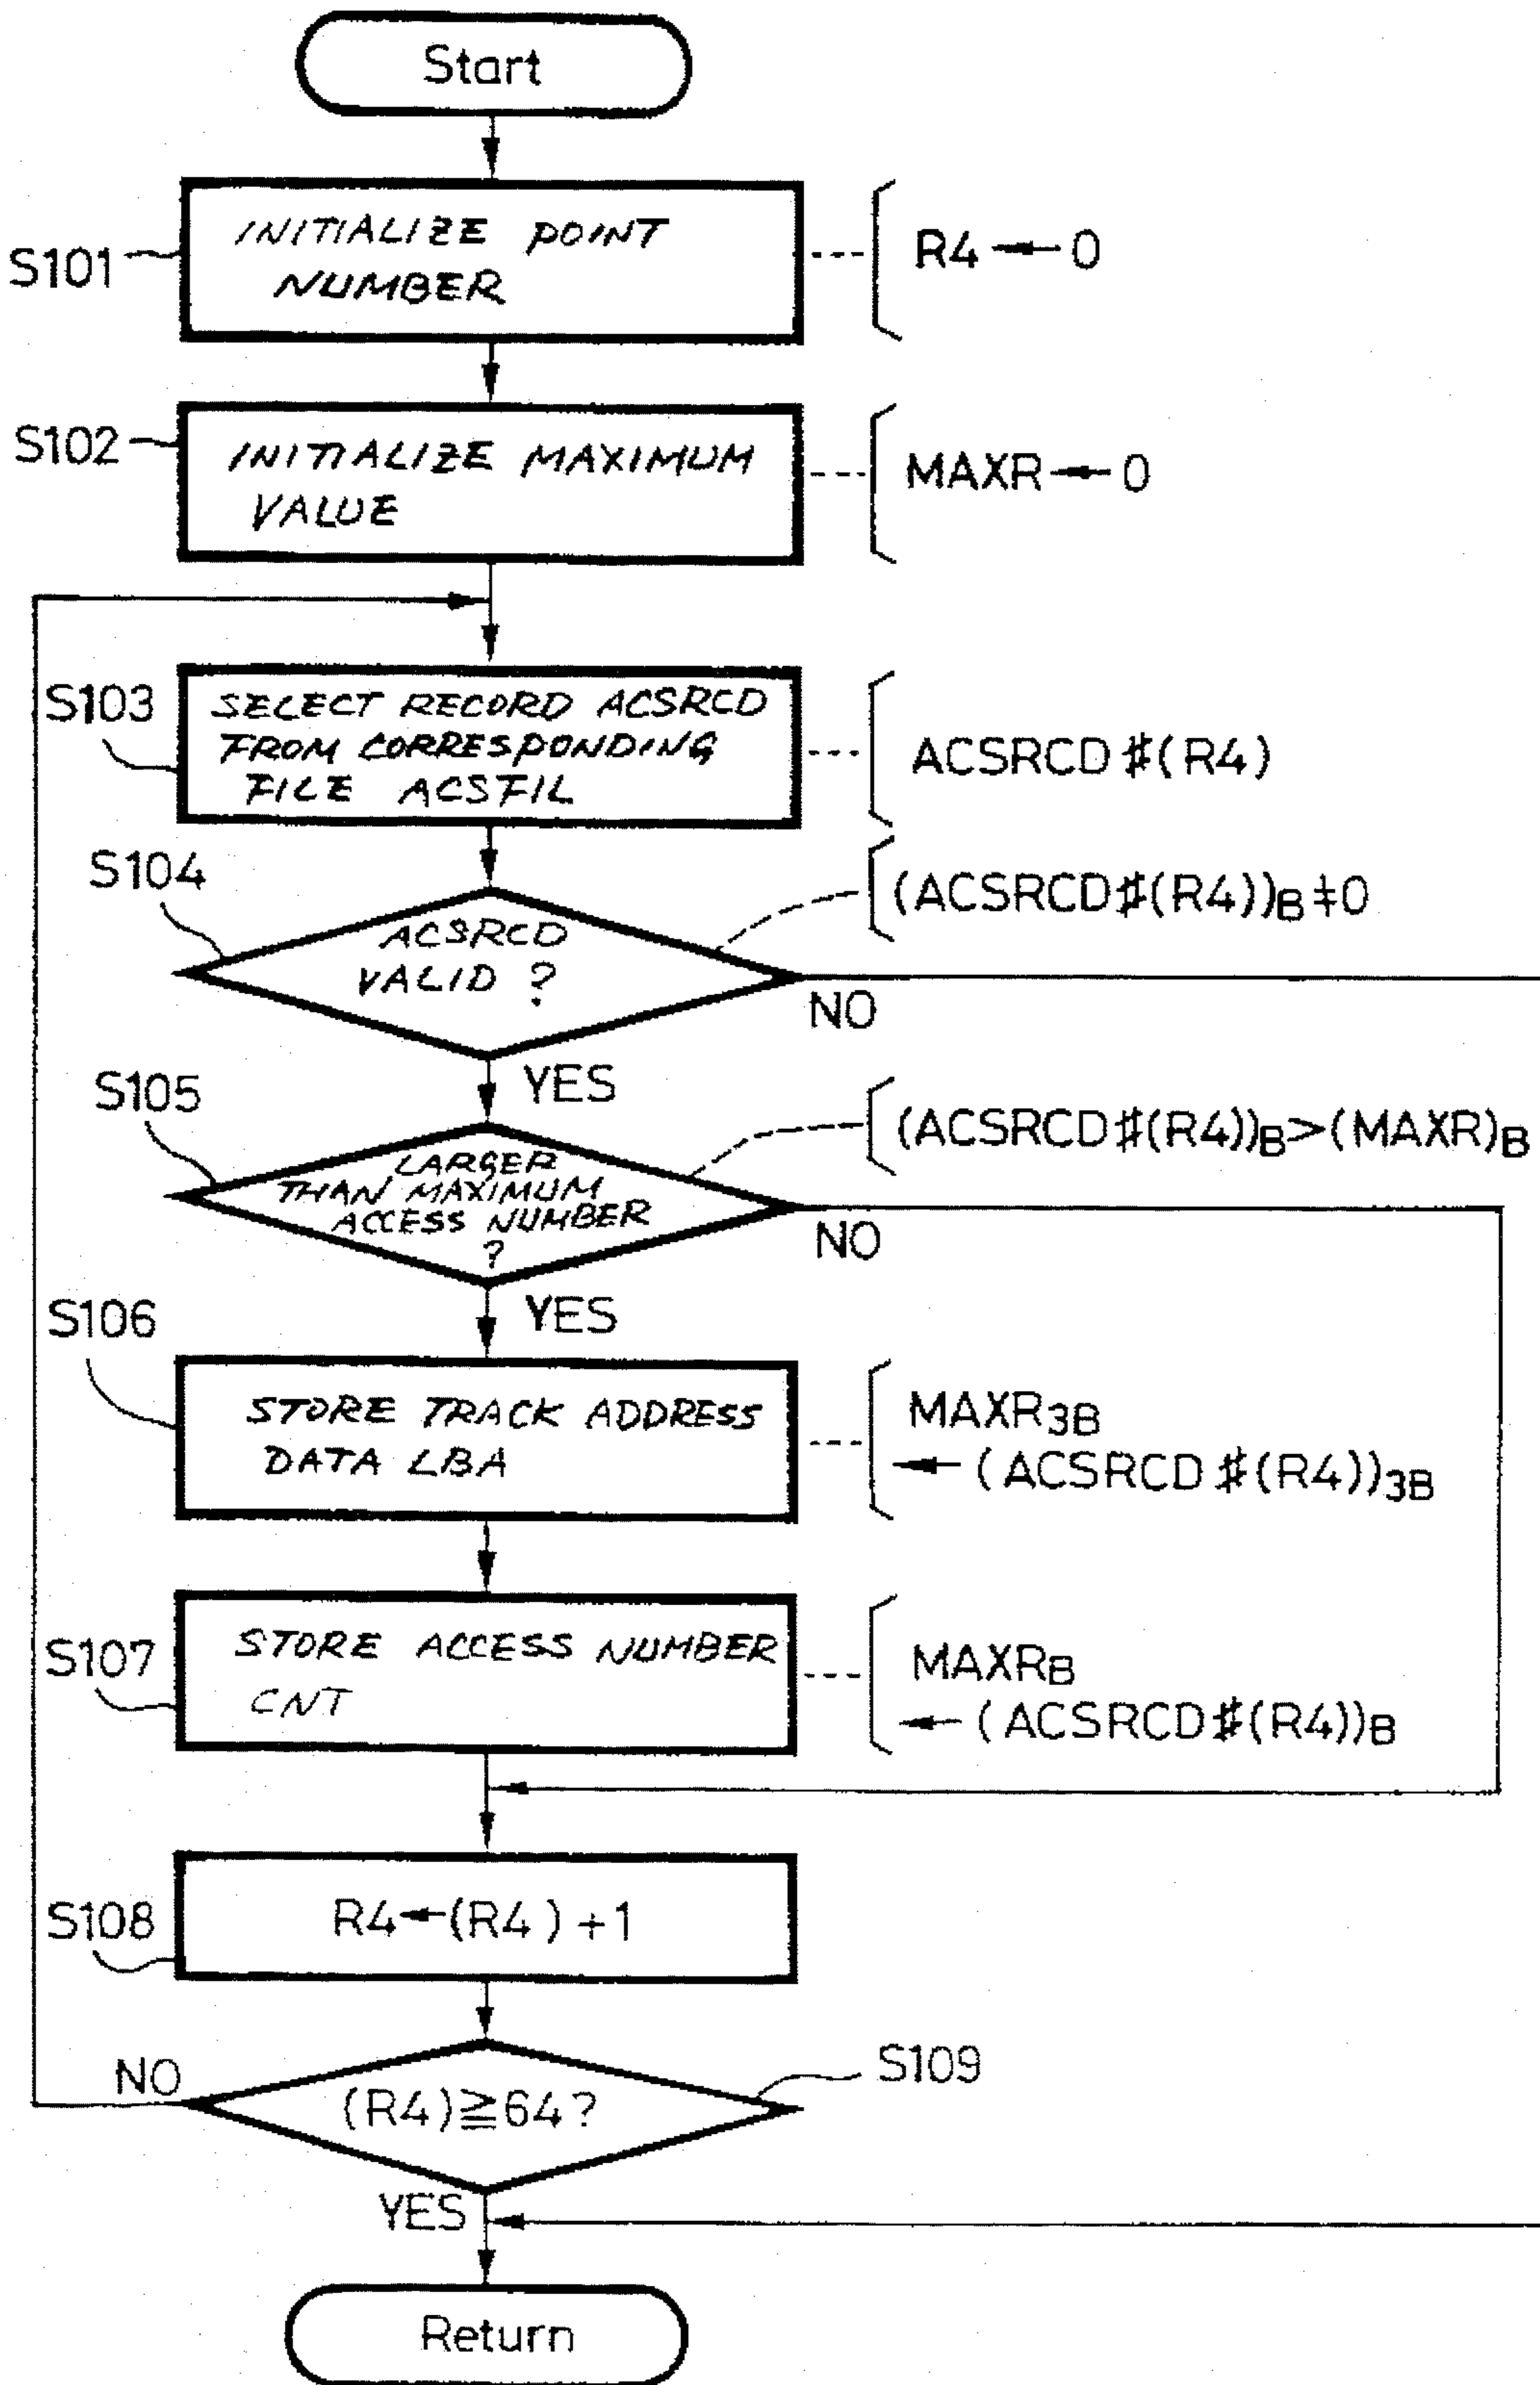 Start
S101
INITIALIZE POINT
NUMBER
R4 ← 0
S102
INITIALIZE MAXIMUM
VALUE
MAXR ← 0
S103
SELECT RECORD ACSRCD
FROM CORRESPONDING
FILE ACSFIL
ACSRCD#(R4)
S104
ACSRCD
VALID ?
(ACSRCD#(R4))B ≠ 0
NO
YES
S105
LARGER
THAN MAXIMUM
ACCESS NUMBER
?
(ACSRCD#(R4))B > (MAXR)B
NO
YES
S106
STORE TRACK ADDRESS
DATA LBA
MAXR3B
← (ACSRCD#(R4))3B
S107
STORE ACCESS NUMBER
CNT
MAXRB
← (ACSRCD#(R4))B
S108
R4 ← (R4) + 1
S109
NO
(R4) ≧ 64 ?
YES
Return